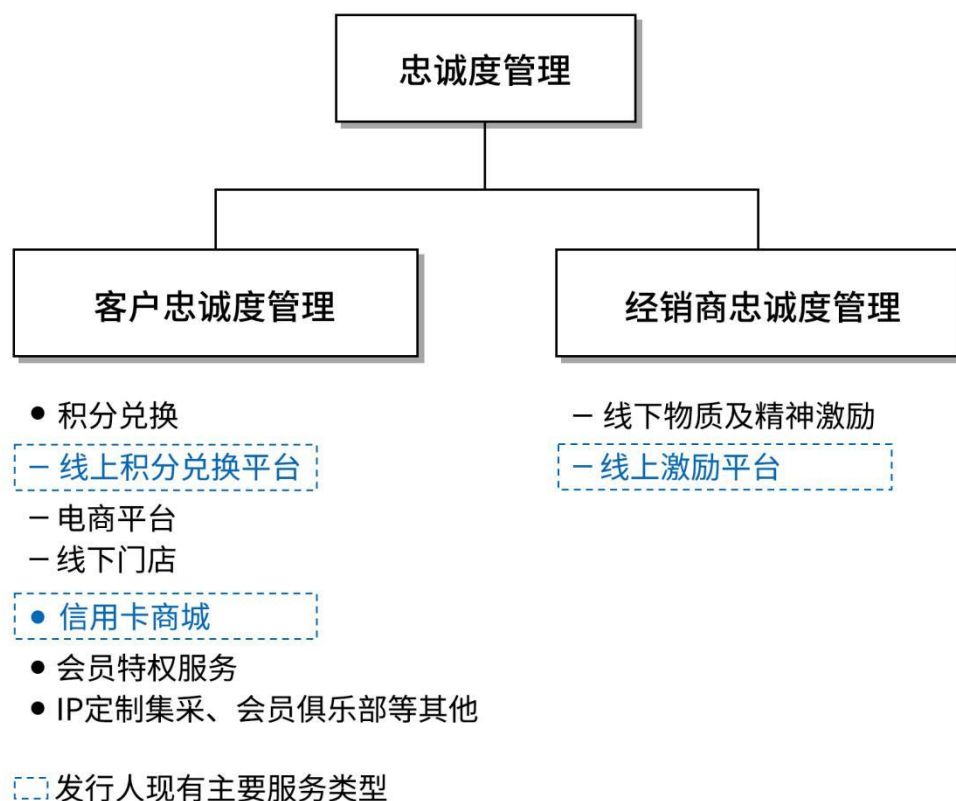 忠诚度管理
客户忠诚度管理
经销商忠诚度管理
● 积分兑换
– 线上积分兑换平台
– 电商平台
– 线下门店
● 信用卡商城
● 会员特权服务
● IP定制集采、会员俱乐部等其他
– 线下物质及精神激励
– 线上激励平台
发行人现有主要服务类型